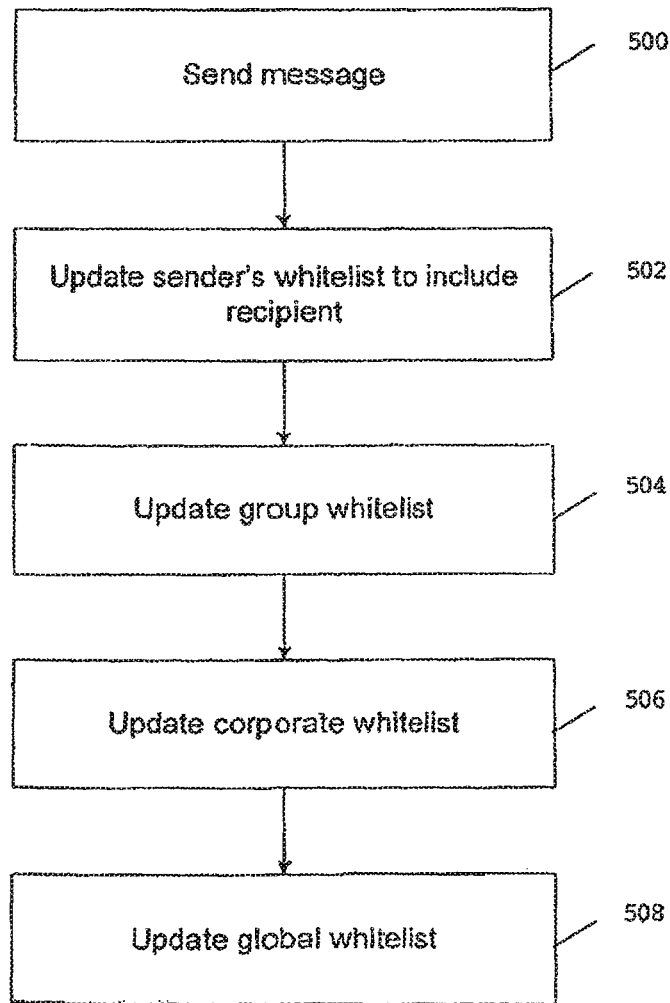 Send message
500
Update sender's whitelist to include
recipient
502
Update group whitelist
504
Update corporate whitelist
506
Update global whitelist
508